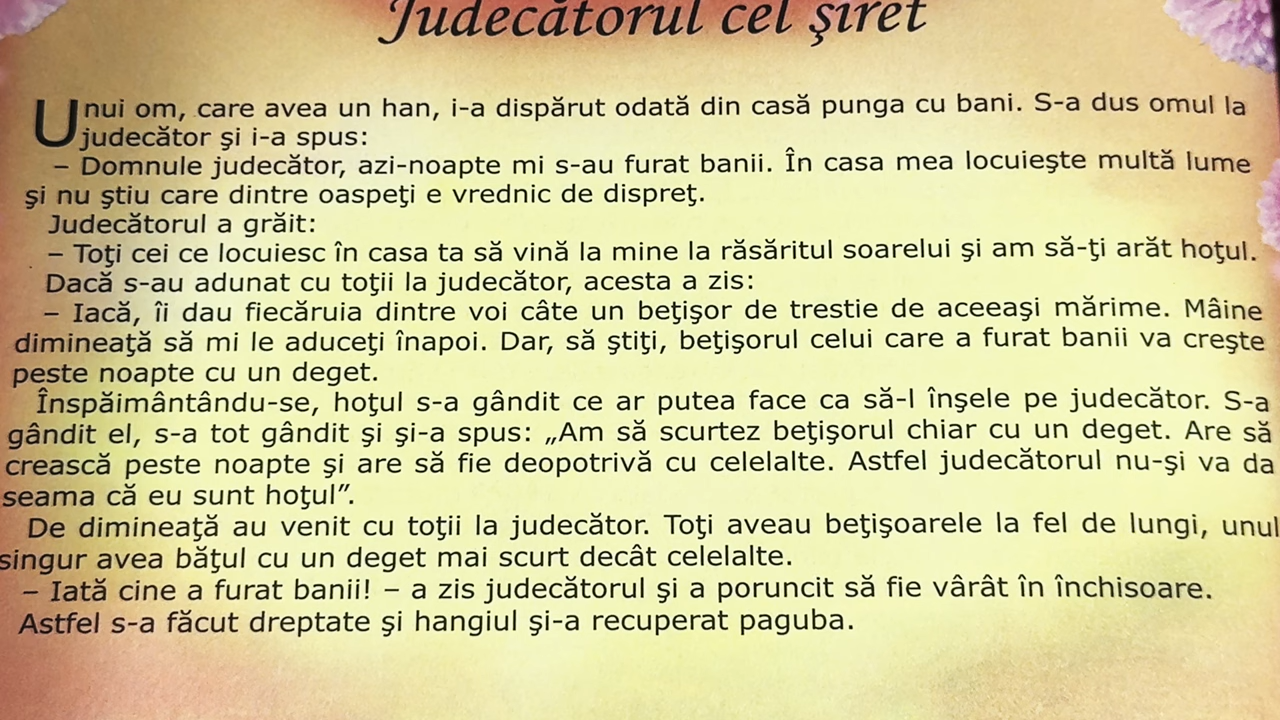 Judecătorul cel şiret
Unui om, care avea un han, i-a dispărut odată din casă punga cu bani. S-a dus omul la
judecător şi i-a spus:
– Domnule judecător, azi-noapte mi s-au furat banii. În casa mea locuieşte multă lume
şi nu ştiu care dintre oaspeţi e vrednic de dispreţ.
Judecătorul a grăit:
– Toţi cei ce locuiesc în casa ta să vină la mine la răsăritul soarelui şi am să-ţi arăt hoţul.
Dacă s-au adunat cu toţii la judecător, acesta a zis:
– Iacă, îi dau fiecăruia dintre voi câte un beţişor de trestie de aceeaşi mărime. Mâine
dimineaţă să mi le aduceţi înapoi. Dar, să ştiţi, beţişorul celui care a furat banii va creşte
peste noapte cu un deget.
Înspăimântându-se, hoţul s-a gândit ce ar putea face ca să-l înşele pe judecător. S-a
gândit el, s-a tot gândit şi şi-a spus: „Am să scurtez beţişorul chiar cu un deget. Are să
crească peste noapte şi are să fie deopotrivă cu celelalte. Astfel judecătorul nu-şi va da
seama că eu sunt hoţul”.
De dimineaţă au venit cu toţii la judecător. Toţi aveau beţişoarele la fel de lungi, unul
singur avea băţul cu un deget mai scurt decât celelalte.
– Iată cine a furat banii! – a zis judecătorul şi a poruncit să fie vârât în închisoare.
Astfel s-a făcut dreptate şi hangiul şi-a recuperat paguba.